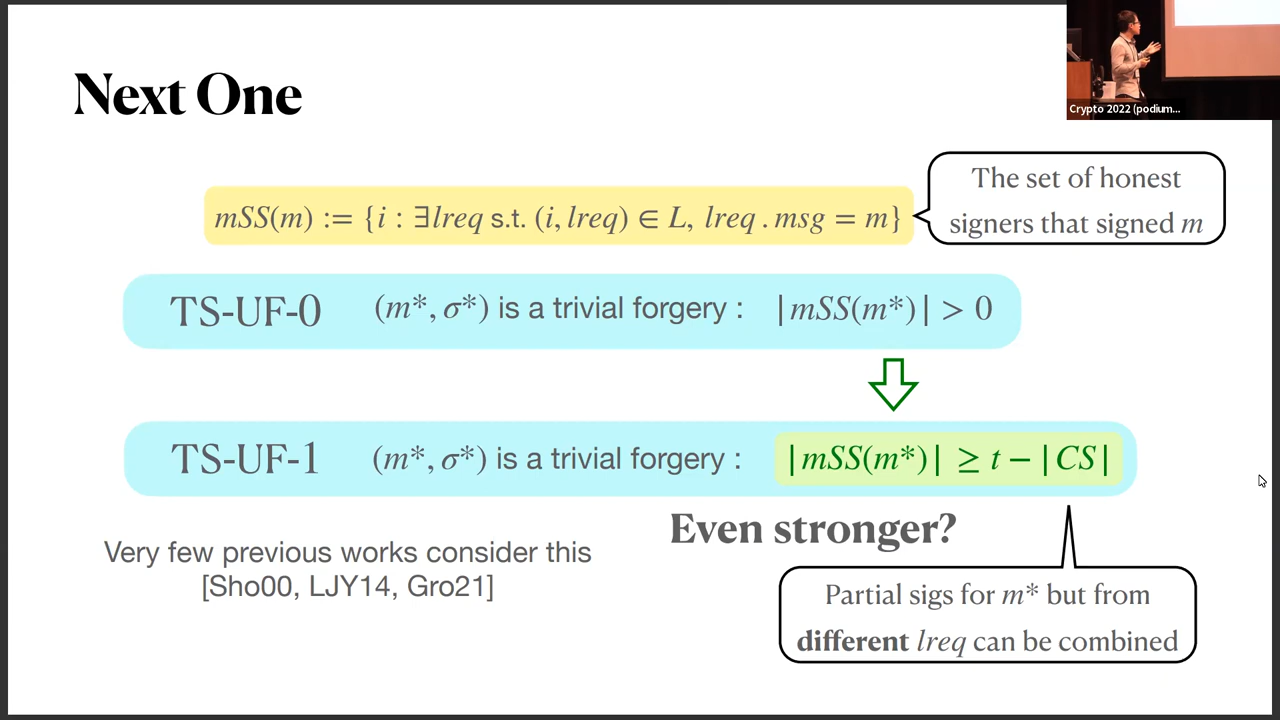 Next One
Crypto 2022 (podium...
The set of honest
signers that signed m
mSS(m) := {i : ∃lreq s.t. (i, lreq) ∈ L, lreq . msg = m}
TS-UF-0 (m*, σ*) is a trivial forgery : |mSS(m*)| > 0
TS-UF-1 (m*, σ*) is a trivial forgery : |mSS(m*)| ≥ t − |CS|
Even stronger?
Very few previous works consider this
[Sho00, LJY14, Gro21]
Partial sigs for m* but from
different lreq can be combined